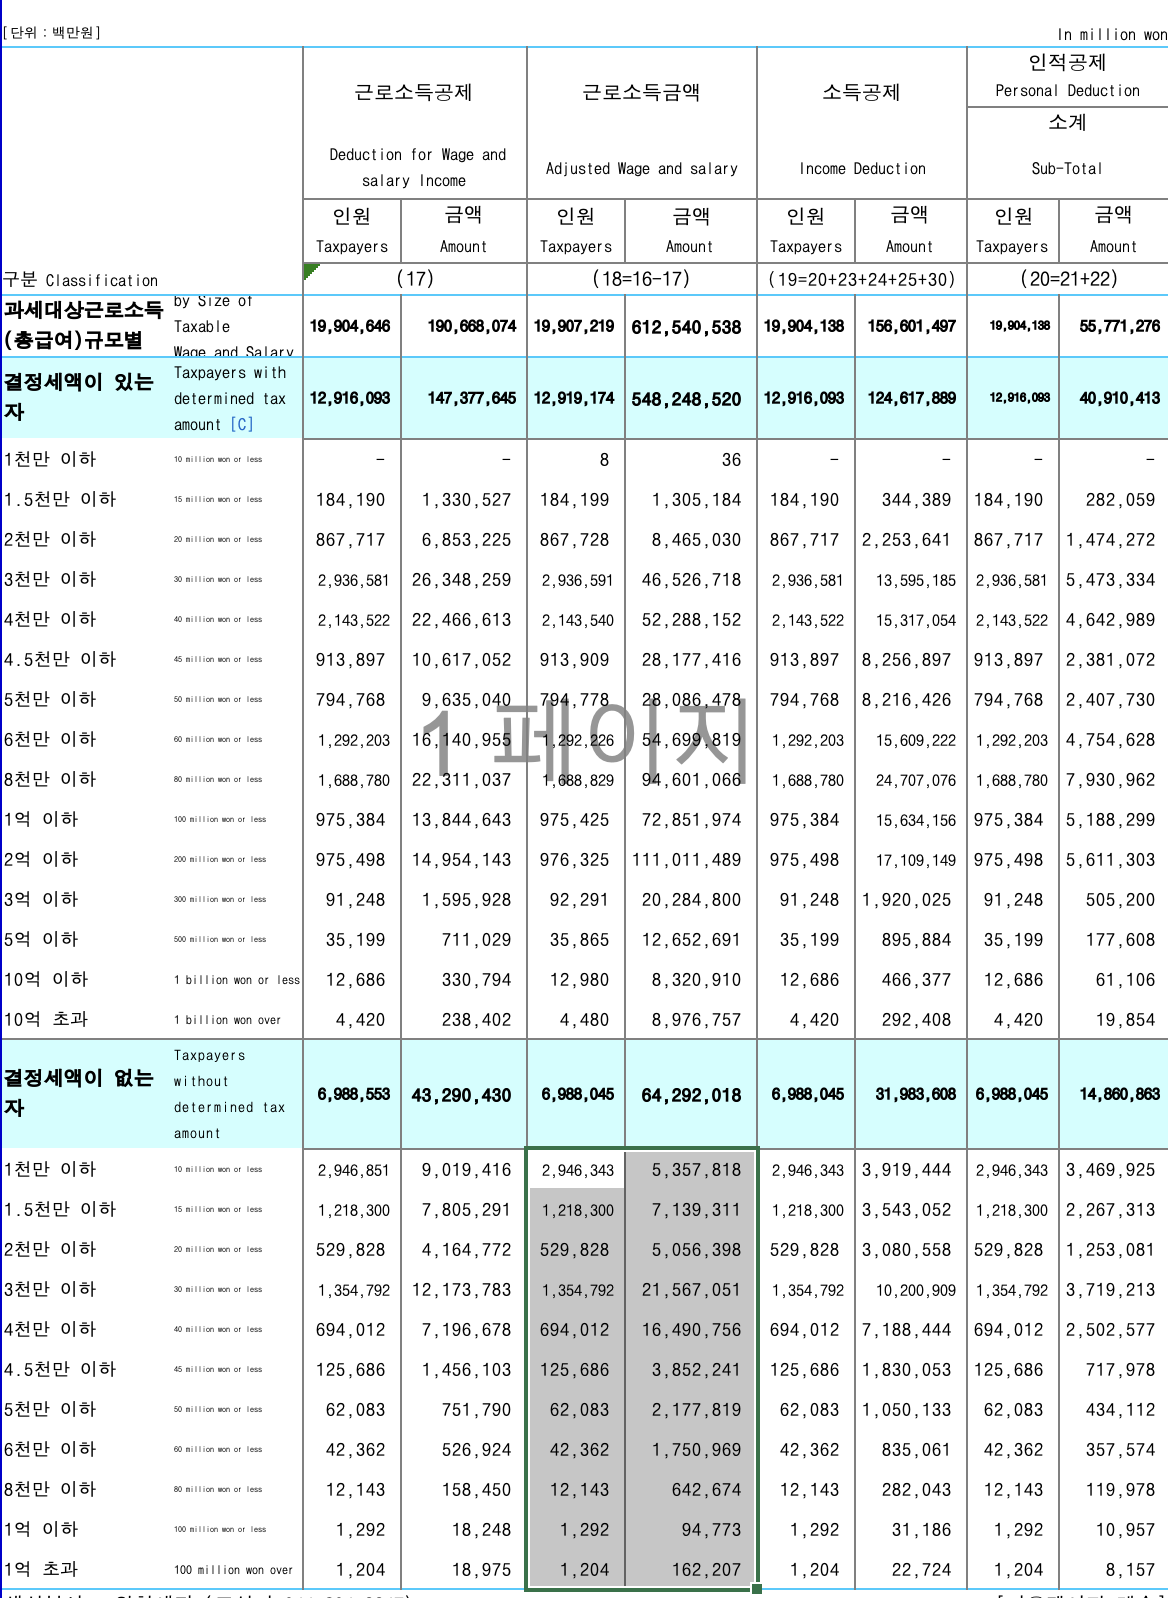 [단위 : 백만원] In million won
인적공제
근로소득공제 근로소득금액 소득공제 Personal Deduction
소계
Deduction for Wage and
salary Income Adjusted Wage and salary Income Deduction Sub-Total
인원 금액 인원 금액 인원 금액 인원 금액
Taxpayers Amount Taxpayers Amount Taxpayers Amount Taxpayers Amount
구분 Classification (17) (18=16-17) (19=20+23+24+25+30) (20=21+22)
과세대상근로소득 by Size of
(총급여)규모별 Taxable 19,904,646 190,668,074 19,907,219 612,540,538 19,904,138 156,601,497 19,904,138 55,771,276
Wage and Salary
결정세액이 있는 Taxpayers with
자 determined tax 12,916,093 147,377,645 12,919,174 548,248,520 12,916,093 124,617,889 12,916,093 40,910,413
amount [C]
1천만 이하 10 million won or less - - 8 36 - - - -
1.5천만 이하 15 million won or less 184,190 1,330,527 184,199 1,305,184 184,190 344,389 184,190 282,059
2천만 이하 20 million won or less 867,717 6,853,225 867,728 8,465,030 867,717 2,253,641 867,717 1,474,272
3천만 이하 30 million won or less 2,936,581 26,348,259 2,936,591 46,526,718 2,936,581 13,595,185 2,936,581 5,473,334
4천만 이하 40 million won or less 2,143,522 22,466,613 2,143,540 52,288,152 2,143,522 15,317,054 2,143,522 4,642,989
4.5천만 이하 45 million won or less 913,897 10,617,052 913,909 28,177,416 913,897 8,256,897 913,897 2,381,072
5천만 이하 50 million won or less 794,768 9,635,040 794,778 28,086,478 794,768 8,216,426 794,768 2,407,730
1 페이지
6천만 이하 60 million won or less 1,292,203 16,140,955 1,292,226 54,699,819 1,292,203 15,609,222 1,292,203 4,754,628
8천만 이하 80 million won or less 1,688,780 22,311,037 1,688,829 94,601,066 1,688,780 24,707,076 1,688,780 7,930,962
1억 이하 100 million won or less 975,384 13,844,643 975,425 72,851,974 975,384 15,634,156 975,384 5,188,299
2억 이하 200 million won or less 975,498 14,954,143 976,325 111,011,489 975,498 17,109,149 975,498 5,611,303
3억 이하 300 million won or less 91,248 1,595,928 92,291 20,284,800 91,248 1,920,025 91,248 505,200
5억 이하 500 million won or less 35,199 711,029 35,865 12,652,691 35,199 895,884 35,199 177,608
10억 이하 1 billion won or less 12,686 330,794 12,980 8,320,910 12,686 466,377 12,686 61,106
10억 초과 1 billion won over 4,420 238,402 4,480 8,976,757 4,420 292,408 4,420 19,854
Taxpayers
결정세액이 없는 without
자 determined tax 6,988,553 43,290,430 6,988,045 64,292,018 6,988,045 31,983,608 6,988,045 14,860,863
amount
1천만 이하 10 million won or less 2,946,851 9,019,416 2,946,343 5,357,818 2,946,343 3,919,444 2,946,343 3,469,925
1.5천만 이하 15 million won or less 1,218,300 7,805,291 1,218,300 7,139,311 1,218,300 3,543,052 1,218,300 2,267,313
2천만 이하 20 million won or less 529,828 4,164,772 529,828 5,056,398 529,828 3,080,558 529,828 1,253,081
3천만 이하 30 million won or less 1,354,792 12,173,783 1,354,792 21,567,051 1,354,792 10,200,909 1,354,792 3,719,213
4천만 이하 40 million won or less 694,012 7,196,678 694,012 16,490,756 694,012 7,188,444 694,012 2,502,577
4.5천만 이하 45 million won or less 125,686 1,456,103 125,686 3,852,241 125,686 1,830,053 125,686 717,978
5천만 이하 50 million won or less 62,083 751,790 62,083 2,177,819 62,083 1,050,133 62,083 434,112
6천만 이하 60 million won or less 42,362 526,924 42,362 1,750,969 42,362 835,061 42,362 357,574
8천만 이하 80 million won or less 12,143 158,450 12,143 642,674 12,143 282,043 12,143 119,978
1억 이하 100 million won or less 1,292 18,248 1,292 94,773 1,292 31,186 1,292 10,957
1억 초과 100 million won over 1,204 18,975 1,204 162,207 1,204 22,724 1,204 8,157